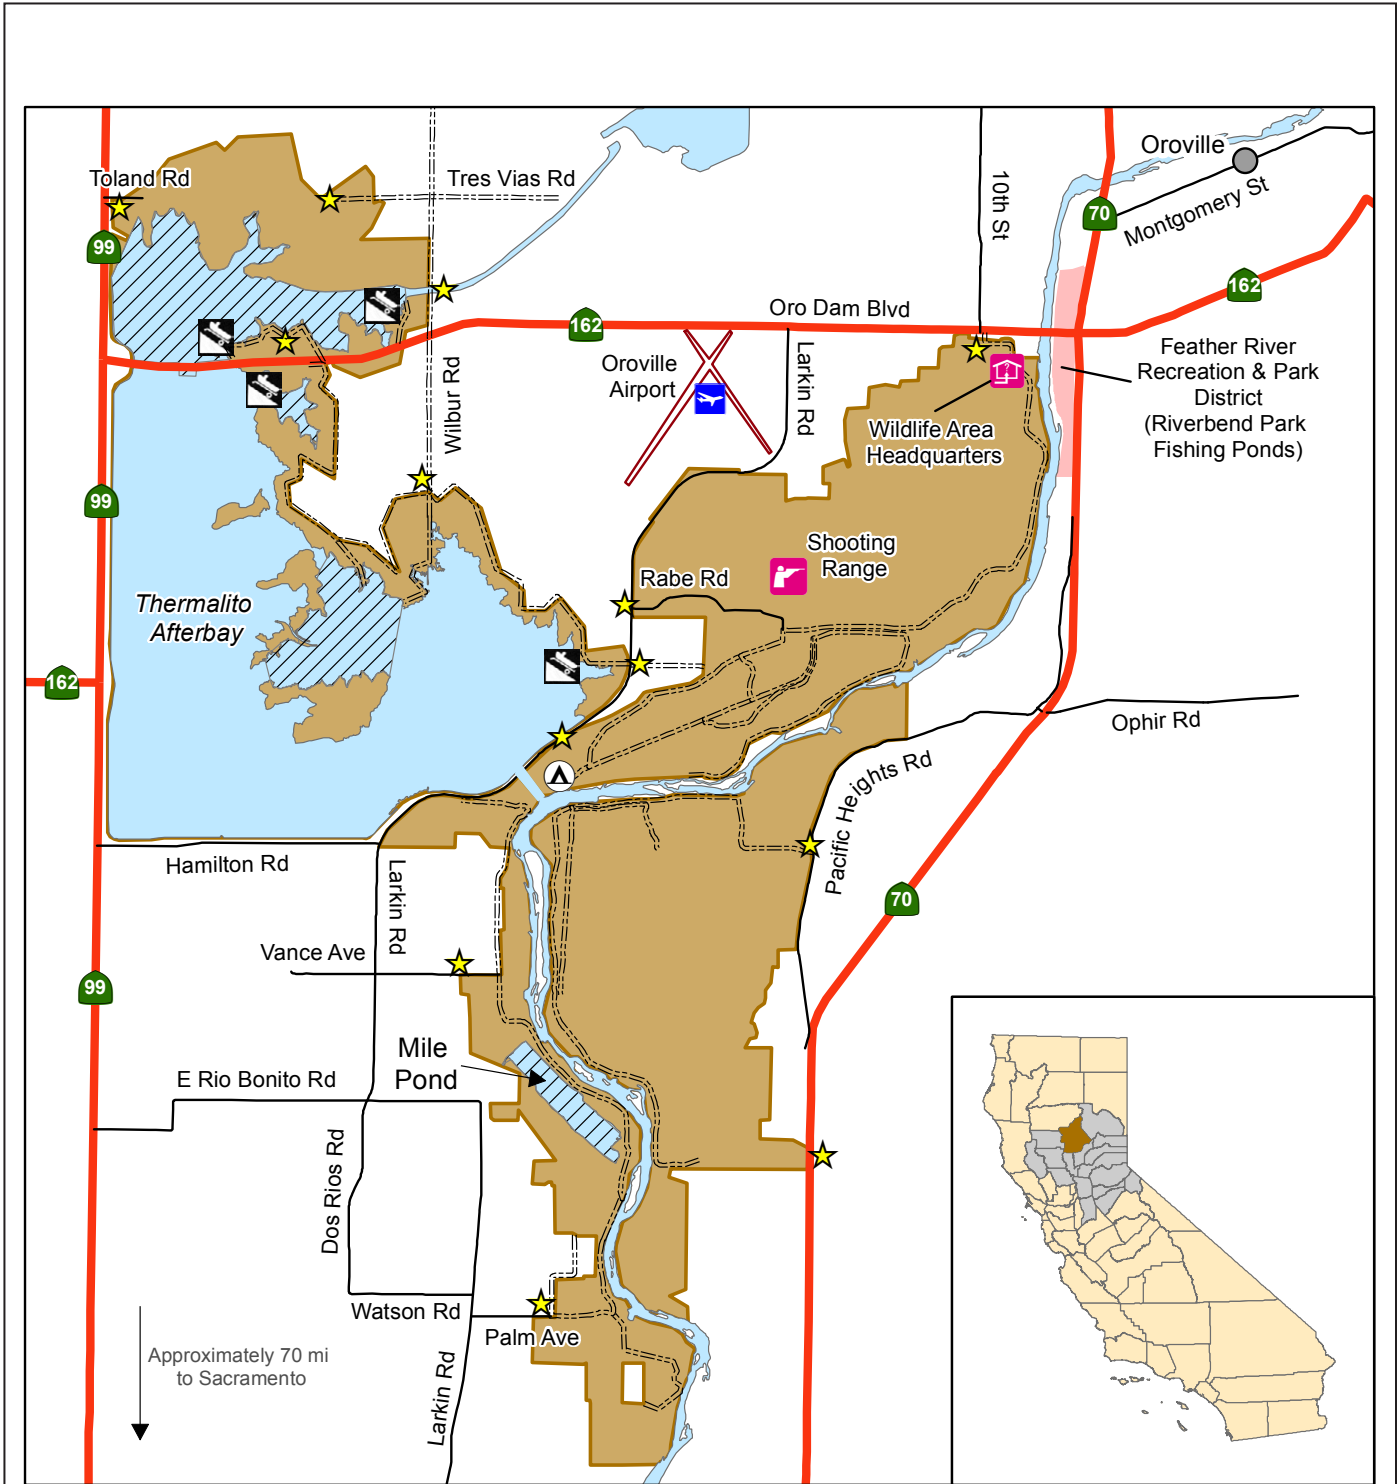 Oroville
Toland Rd
Tres Vias Rd
10th St
70
Montgomery St
99
162
Oro Dam Blvd
162
Oroville
Airport
Larkin Rd
Wilbur Rd
Feather River
Recreation & Park
District
(Riverbend Park
Fishing Ponds)
Wildlife Area
Headquarters
99
Shooting
Range
Rabe Rd
Thermalito
Afterbay
162
Ophir Rd
Pacific Heights Rd
Hamilton Rd
Larkin Rd
70
Vance Ave
99
Mile
Pond
E Rio Bonito Rd
Dos Rios Rd
Watson Rd
Palm Ave
Approximately 70 mi
to Sacramento
Larkin Rd
?